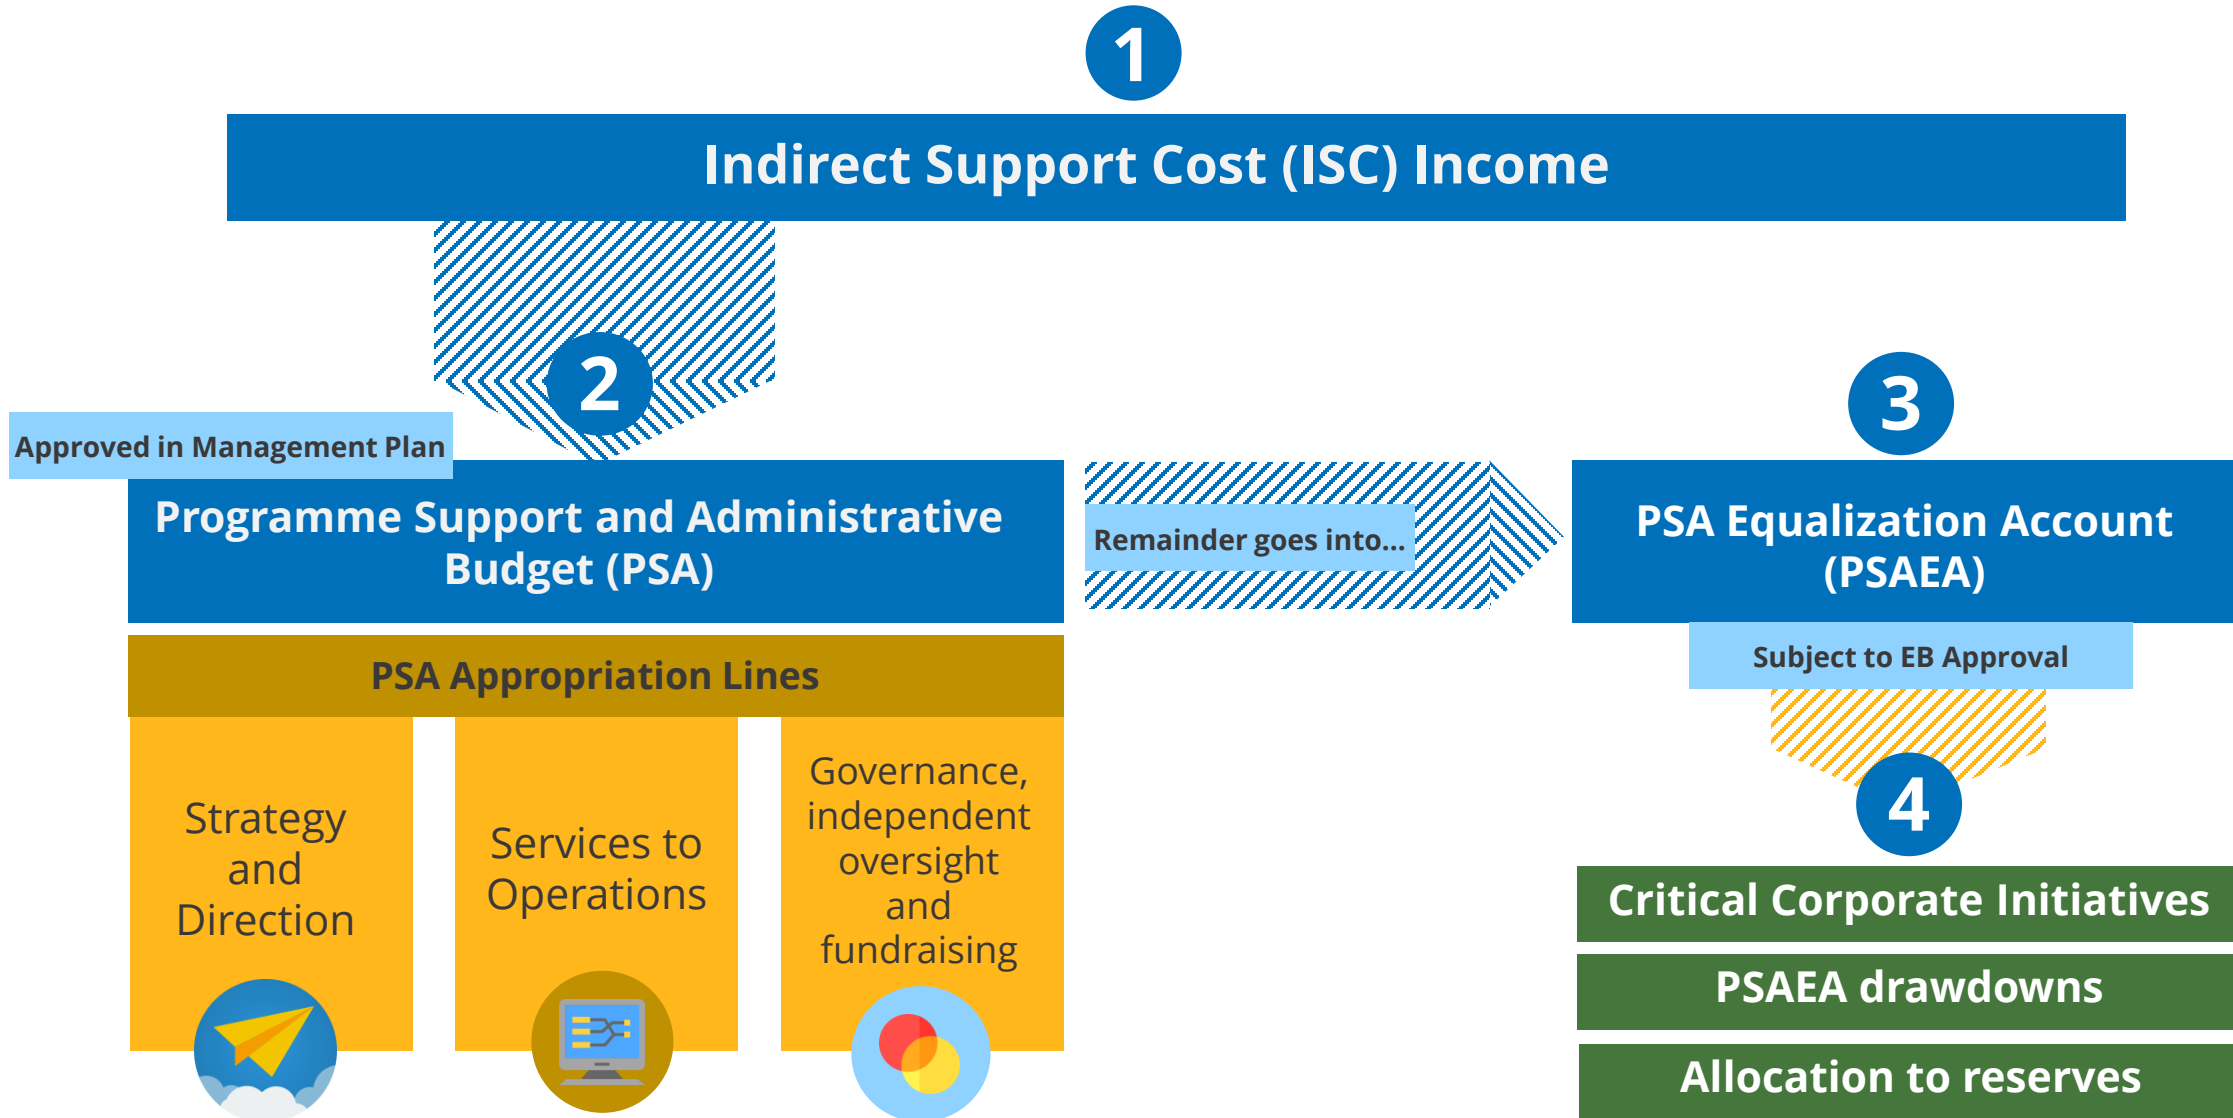 1
Indirect Support Cost (ISC) Income
2
Approved in Management Plan
Programme Support and Administrative
Budget (PSA)
Remainder goes into...
3
PSA Equalization Account
(PSAEA)
Subject to EB Approval
PSA Appropriation Lines
Strategy
and
Direction
Services to
Operations
Governance,
independent
oversight
and
fundraising
4
Critical Corporate Initiatives
PSAEA drawdowns
Allocation to reserves